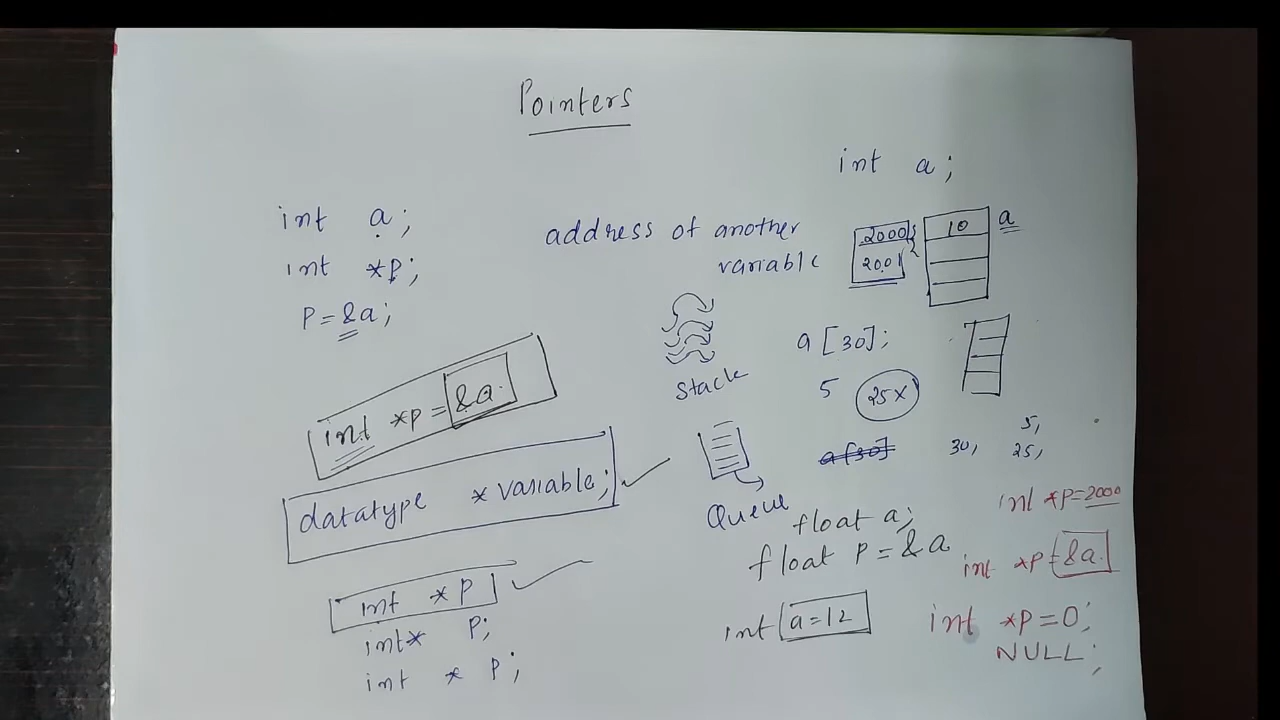 Pointers
int a;
int *p;
P=&a;
int *p=&a.
datatype *variable;
int *P
int* P;
int * P;
address of another
variable
int a;
2000
2001
10
a
Stack
a[30];
5
25x
a[30]
30,
5,
25,
Queue
float a;
float P=&a
int a=12
int *p=2000
int *p=&a.
int *p=0;
NULL;